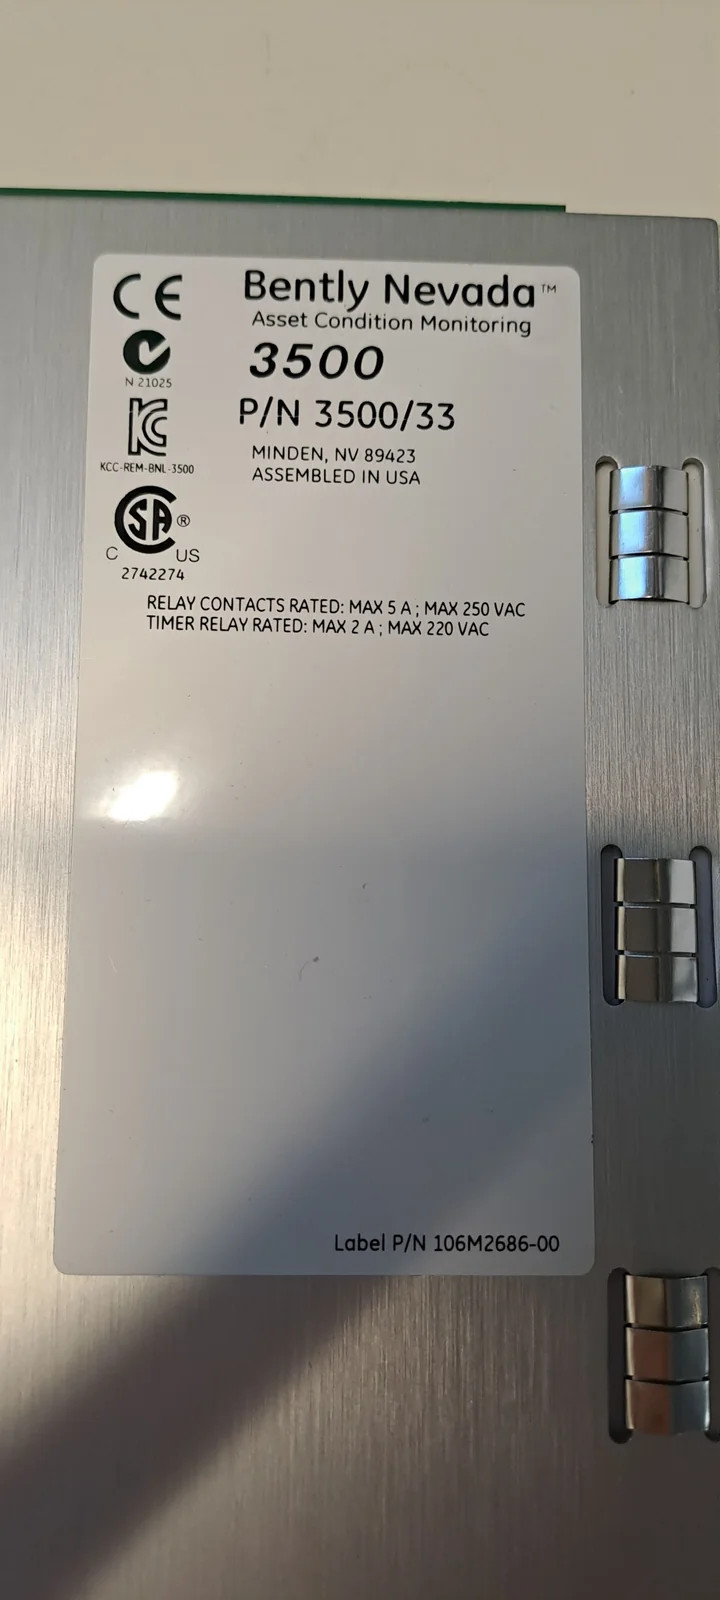 CE
Bently Nevada™
Asset Condition Monitoring
3500
N 21025
P/N 3500/33
KC
KCC-REM-BNL-3500
MINDEN, NV 89423
ASSEMBLED IN USA
SA®
C US
2742274
RELAY CONTACTS RATED: MAX 5 A ; MAX 250 VAC
TIMER RELAY RATED: MAX 2 A ; MAX 220 VAC
Label P/N 106M2686-00